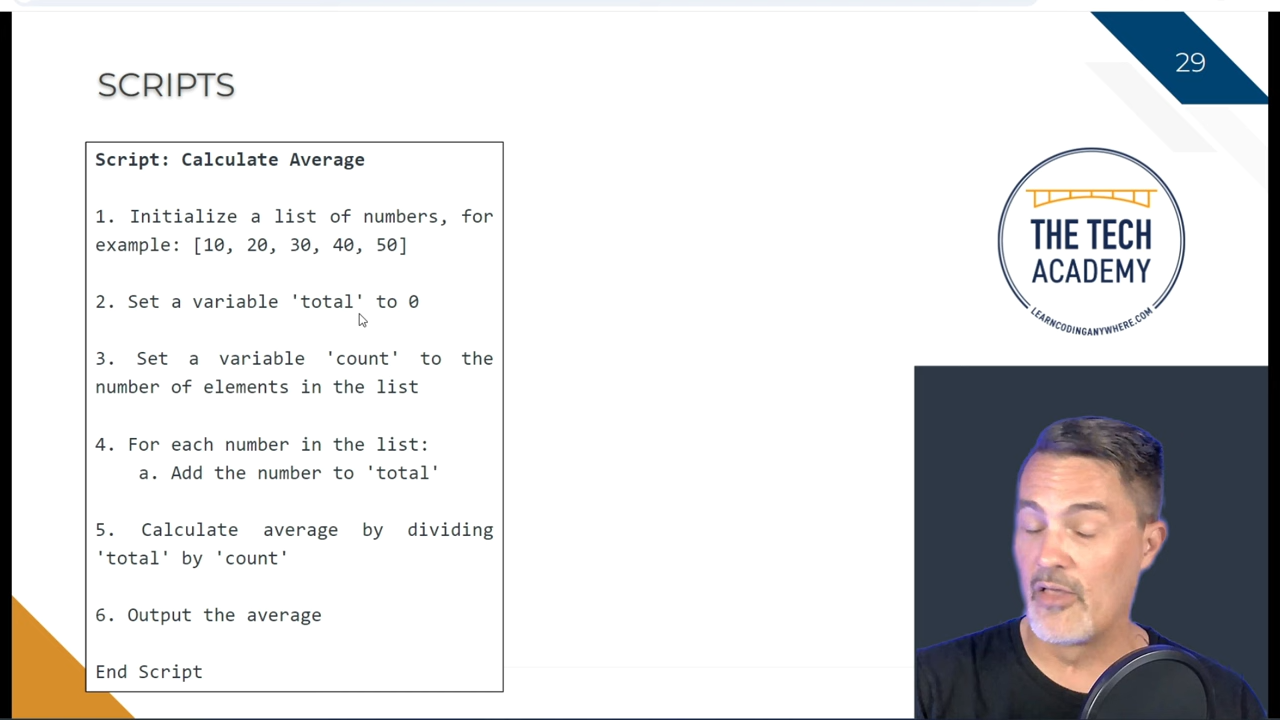 29
SCRIPTS
Script: Calculate Average
1. Initialize a list of numbers, for
example: [10, 20, 30, 40, 50]
2. Set a variable 'total' to 0
3. Set a variable 'count' to the
number of elements in the list
4. For each number in the list:
a. Add the number to 'total'
5. Calculate average by dividing
'total' by 'count'
6. Output the average
End Script
THE TECH
ACADEMY
LEARNCODINGANYWHERE.COM